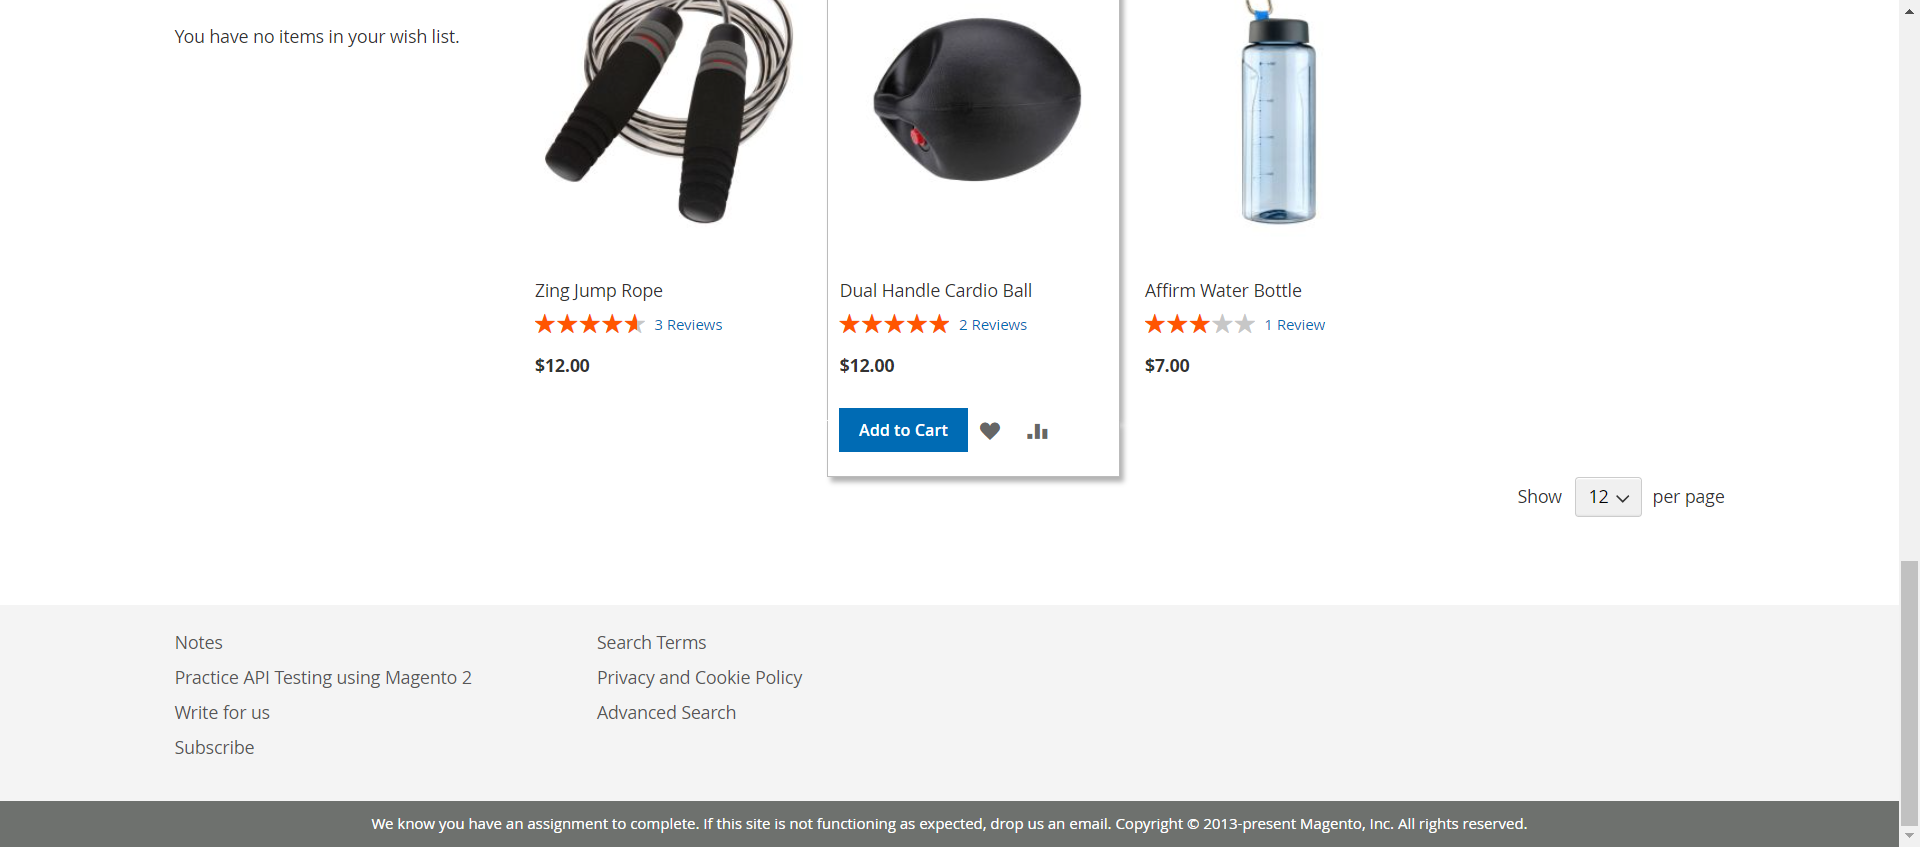 You have no items in your wish list.
Zing Jump Rope
3 Reviews
$12.00
Dual Handle Cardio Ball
2 Reviews
$12.00
Add to Cart
Affirm Water Bottle
1 Review
$7.00
Show 12 per page
Notes
Practice API Testing using Magento 2
Write for us
Subscribe
Search Terms
Privacy and Cookie Policy
Advanced Search
We know you have an assignment to complete. If this site is not functioning as expected, drop us an email. Copyright © 2013-present Magento, Inc. All rights reserved.